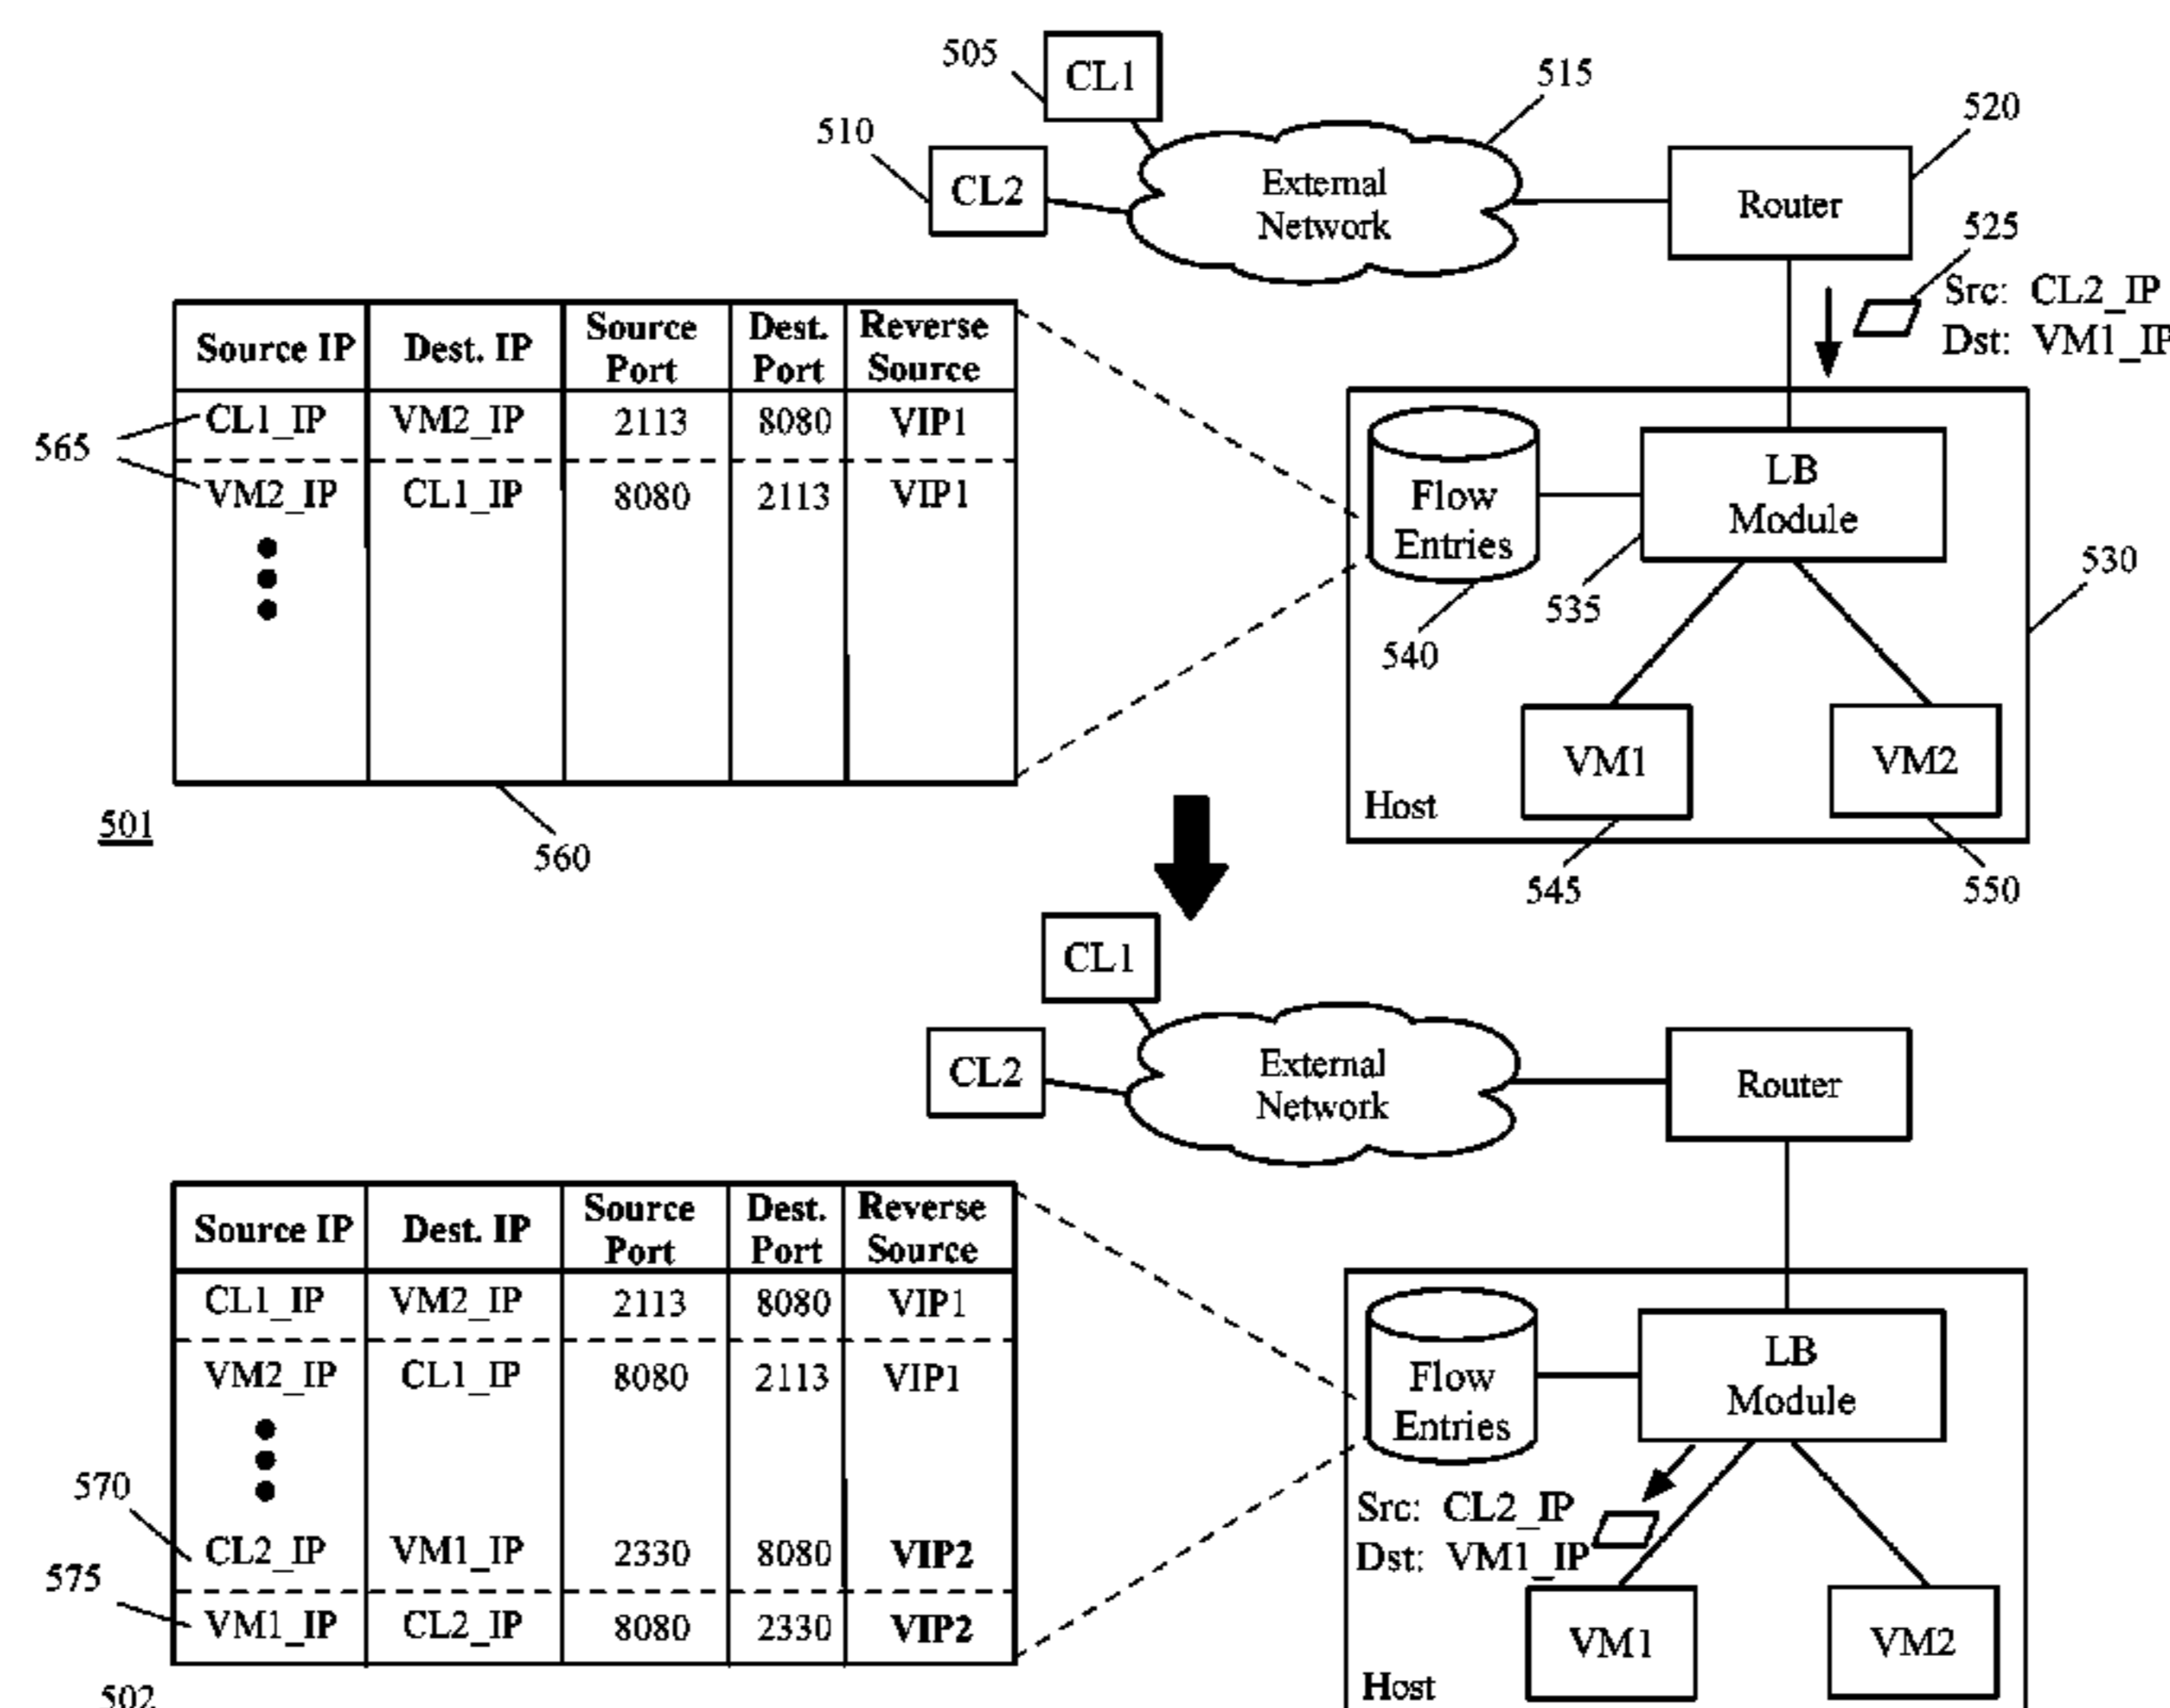 505
CL1
515
520
510
CL2
External
Network
Router
525
Src: CL2_IP
Dst: VM1_IP
Source IP Dest. IP Source Port Dest. Port Reverse Source
565
CL1_IP VM2_IP 2113 8080 VIP1
VM2_IP CL1_IP 8080 2113 VIP1
LB
Module
Flow
Entries
530
535
540
VM1 VM2
Host
501
560
545
550
CL1
CL2
External
Network
Router
Source IP Dest. IP Source Port Dest. Port Reverse Source
CL1_IP VM2_IP 2113 8080 VIP1
VM2_IP CL1_IP 8080 2113 VIP1
570
CL2_IP VM1_IP 2330 8080 VIP2
575
VM1_IP CL2_IP 8080 2330 VIP2
LB
Module
Flow
Entries
Src: CL2_IP
Dst: VM1_IP
VM1 VM2
Host
502